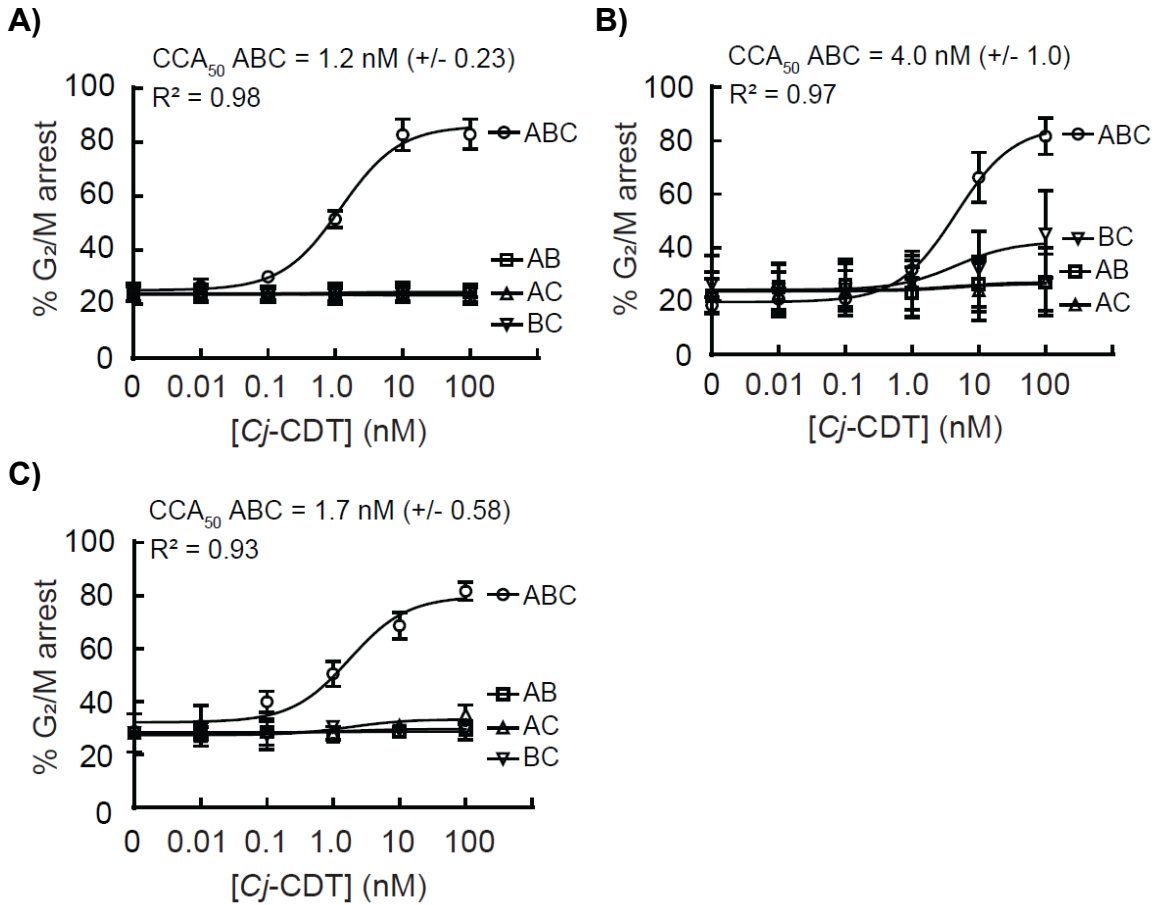 A)
CCA₅₀ ABC = 1.2 nM (+/- 0.23)
R² = 0.98
% G₂/M arrest
100
80
60
40
20
0
0 0.01 0.1 1.0 10 100
[Cj-CDT] (nM)
ABC
AB
AC
BC
B)
CCA₅₀ ABC = 4.0 nM (+/- 1.0)
R² = 0.97
% G₂/M arrest
100
80
60
40
20
0
0 0.01 0.1 1.0 10 100
[Cj-CDT] (nM)
ABC
BC
AB
AC
C)
CCA₅₀ ABC = 1.7 nM (+/- 0.58)
R² = 0.93
% G₂/M arrest
100
80
60
40
20
0
0 0.01 0.1 1.0 10 100
[Cj-CDT] (nM)
ABC
AB
AC
BC